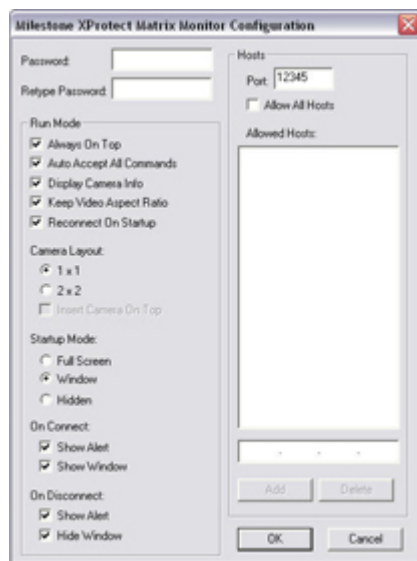 Milestone XProtect Matrix Monitor Configuration
Password:
Retype Password:
Run Mode
Always On Top
Auto Accept All Commands
Display Camera Info
Keep Video Aspect Ratio
Reconnect On Startup
Camera Layout:
1 x 1
2 x 2
Insert Camera On Top
Startup Mode:
Full Screen
Window
Hidden
On Connect:
Show Alert
Show Window
On Disconnect:
Show Alert
Hide Window
Hosts
Port: 12345
Allow All Hosts
Allowed Hosts:
. . .
Add Delete
OK Cancel